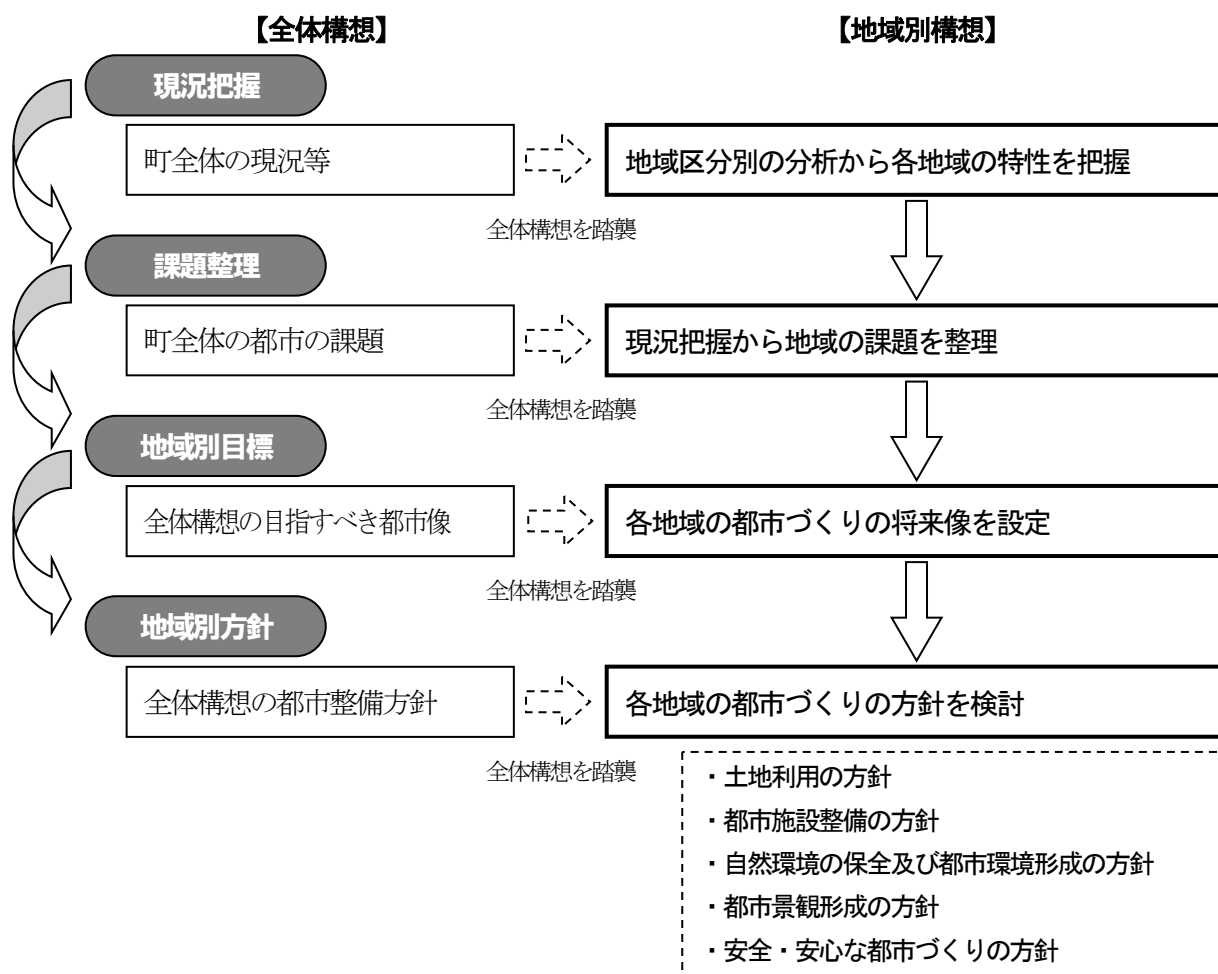 【全体構想】
【地域別構想】
現況把握
町全体の現況等
地域区分別の分析から各地域の特性を把握
全体構想を踏襲
課題整理
町全体の都市の課題
現況把握から地域の課題を整理
全体構想を踏襲
地域別目標
全体構想の目指すべき都市像
各地域の都市づくりの将来像を設定
全体構想を踏襲
地域別方針
全体構想の都市整備方針
各地域の都市づくりの方針を検討
全体構想を踏襲
・土地利用の方針
・都市施設整備の方針
・自然環境の保全及び都市環境形成の方針
・都市景観形成の方針
・安全・安心な都市づくりの方針